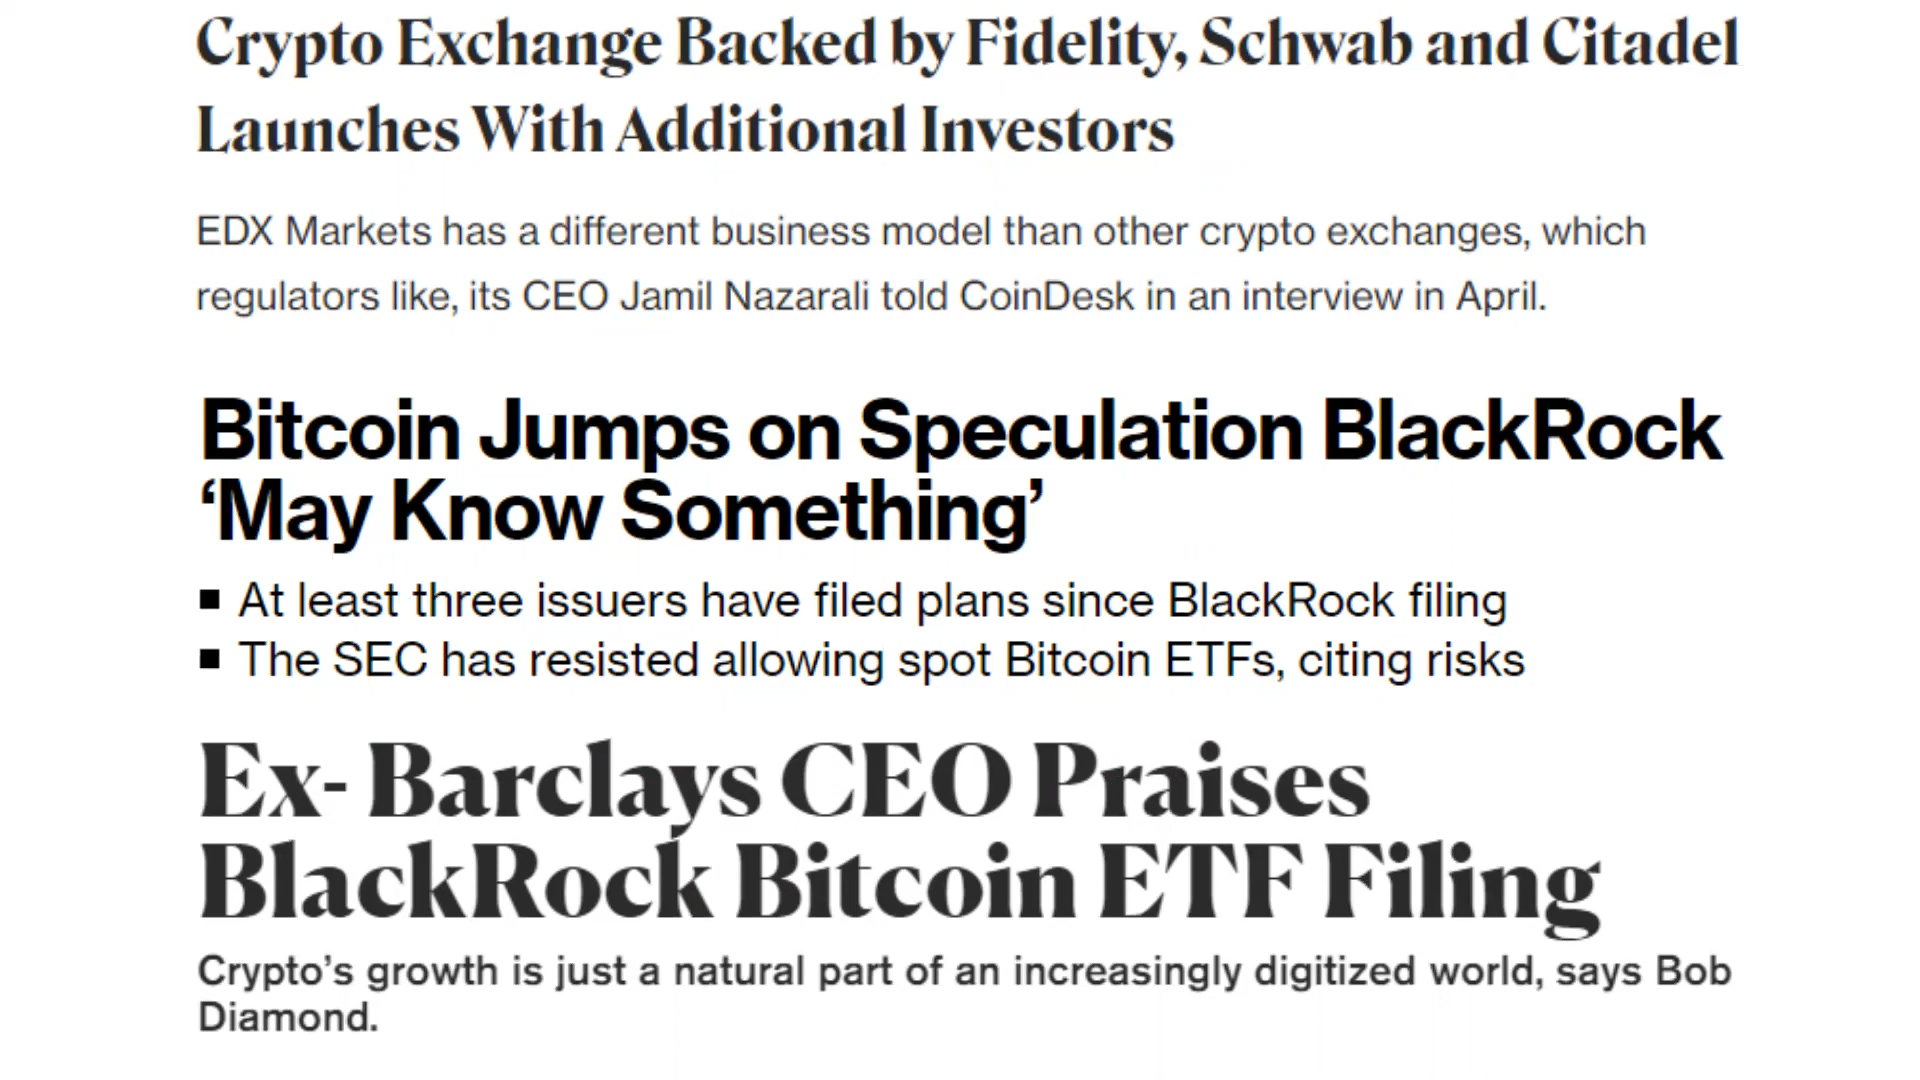 Crypto Exchange Backed by Fidelity, Schwab and Citadel
Launches With Additional Investors
EDX Markets has a different business model than other crypto exchanges, which
regulators like, its CEO Jamil Nazarali told CoinDesk in an interview in April.
Bitcoin Jumps on Speculation BlackRock
‘May Know Something’
■ At least three issuers have filed plans since BlackRock filing
■ The SEC has resisted allowing spot Bitcoin ETFs, citing risks
Ex- Barclays CEO Praises
BlackRock Bitcoin ETF Filing
Crypto’s growth is just a natural part of an increasingly digitized world, says Bob
Diamond.